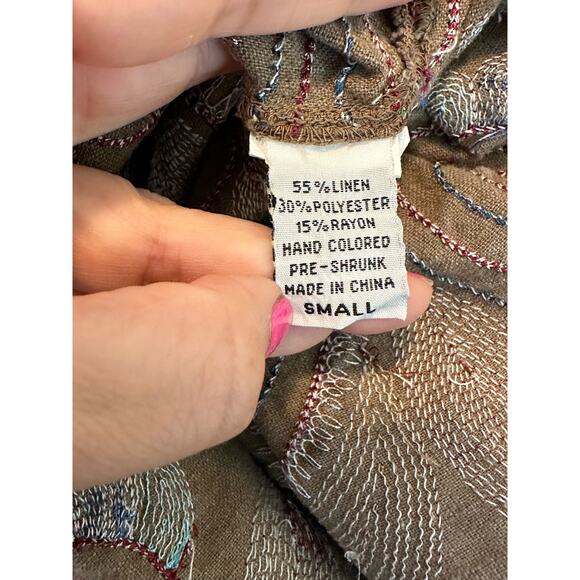 55%LINEN
30%POLYESTER
15%RAYON
HAND COLORED
PRE-SHRUNK
MADE IN CHINA
SMALL